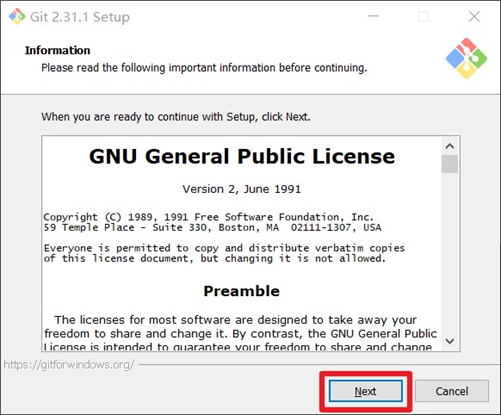 Git 2.31.1 Setup
Information
Please read the following important information before continuing.
When you are ready to continue with Setup, click Next.
GNU General Public License
Version 2, June 1991
Copyright (C) 1989, 1991 Free Software Foundation, Inc.
59 Temple Place - Suite 330, Boston, MA  02111-1307, USA
Everyone is permitted to copy and distribute verbatim copies
of this license document, but changing it is not allowed.
Preamble
The licenses for most software are designed to take away your
freedom to share and change it. By contrast, the GNU General Public
License is intended to guarantee your freedom to share and change
https://gitforwindows.org/
Next
Cancel